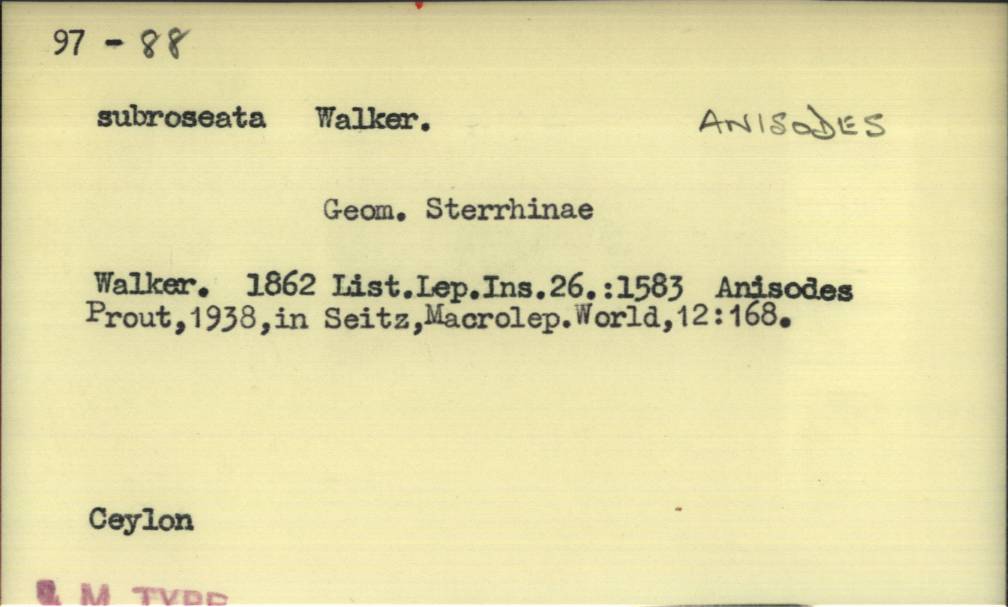 97 - 88
subroseata Walker. ANISODES
Geom. Sterrhinae
Walker. 1862 List.Lep.Ins.26.:1583 Anisodes
Prout,1938,in Seitz,Macrolep.World,12:168.
Ceylon
M TYPE